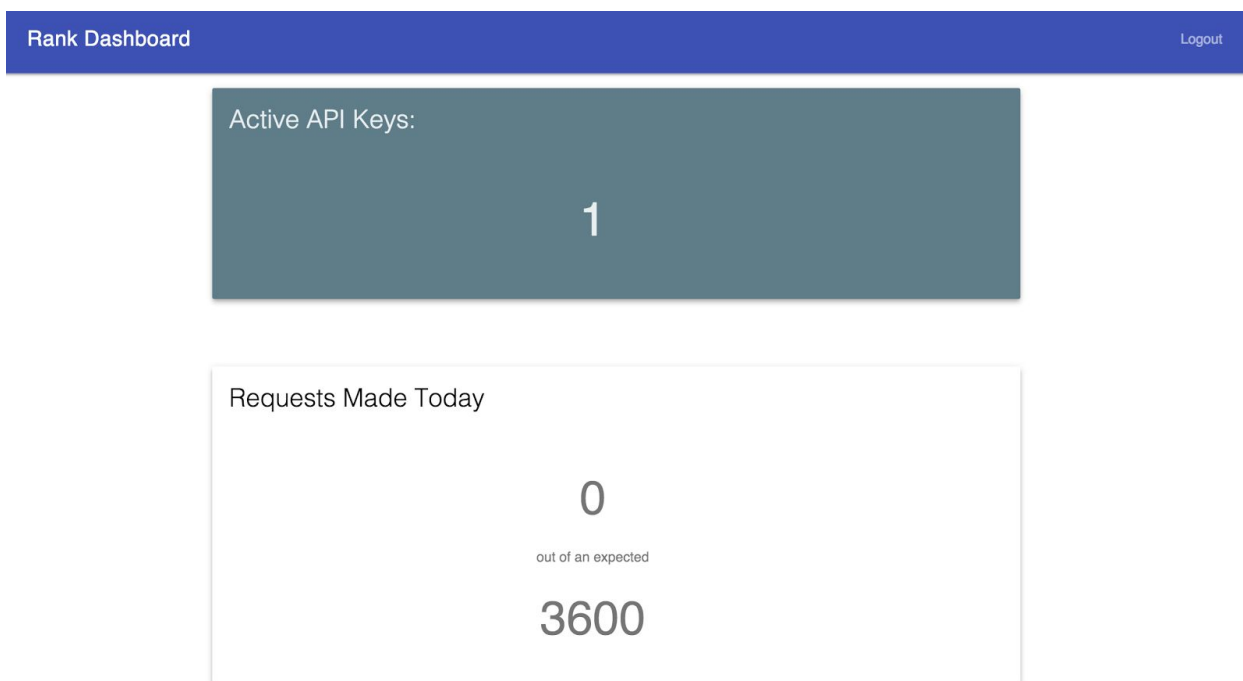 Rank Dashboard
Logout
Active API Keys:
1
Requests Made Today
0
out of an expected
3600